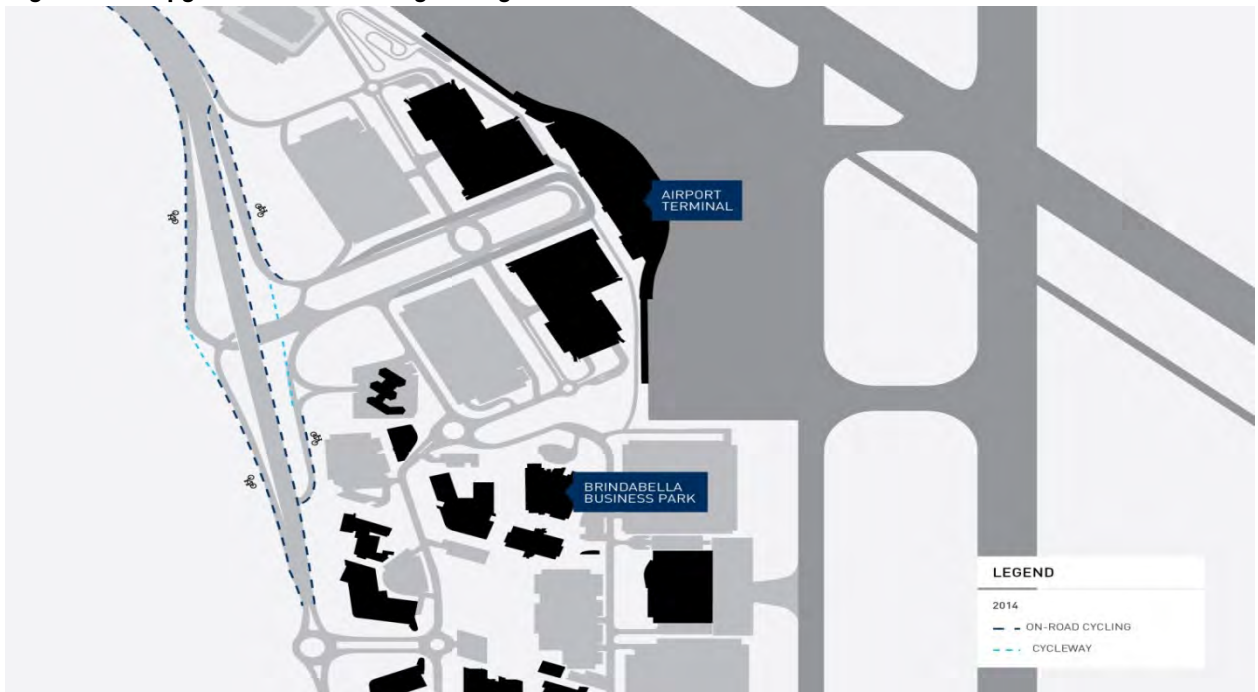 AIRPORT
TERMINAL
BRINDABELLA
BUSINESS PARK
LEGEND
2014
ON-ROAD CYCLING
CYCLEWAY